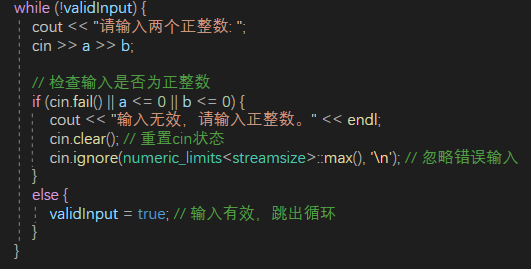 while (!validInput) {
cout << "请输入两个正整数: ";
cin >> a >> b;
// 检查输入是否为正整数
if (cin.fail() || a <= 0 || b <= 0) {
cout << "输入无效，请输入正整数。" << endl;
cin.clear(); // 重置cin状态
cin.ignore(numeric_limits<streamsize>::max(), '\n'); // 忽略错误输入
}
else {
validInput = true; // 输入有效，跳出循环
}
}